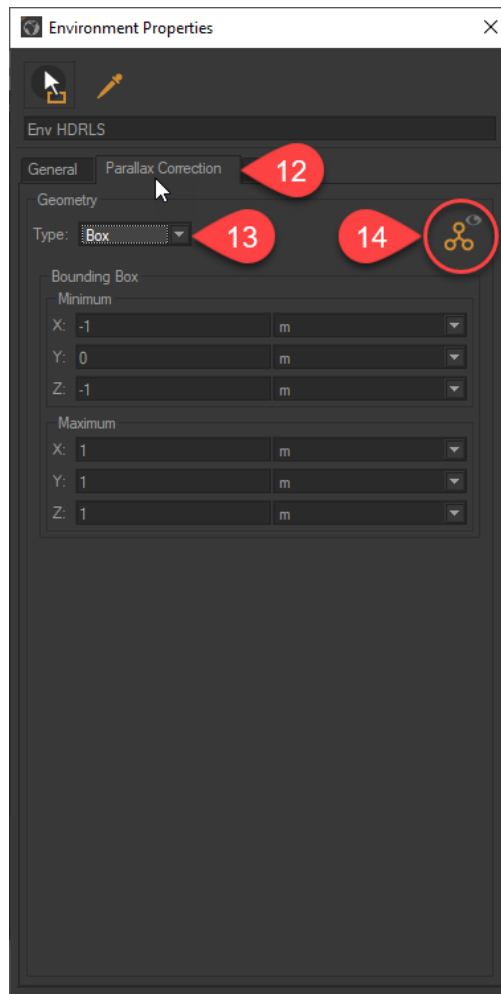 Environment Properties
Env HDRLS
General Parallax Correction 12
Geometry
Type: Box 13 14
Bounding Box
Minimum
X: -1 m
Y: 0 m
Z: -1 m
Maximum
X: 1 m
Y: 1 m
Z: 1 m